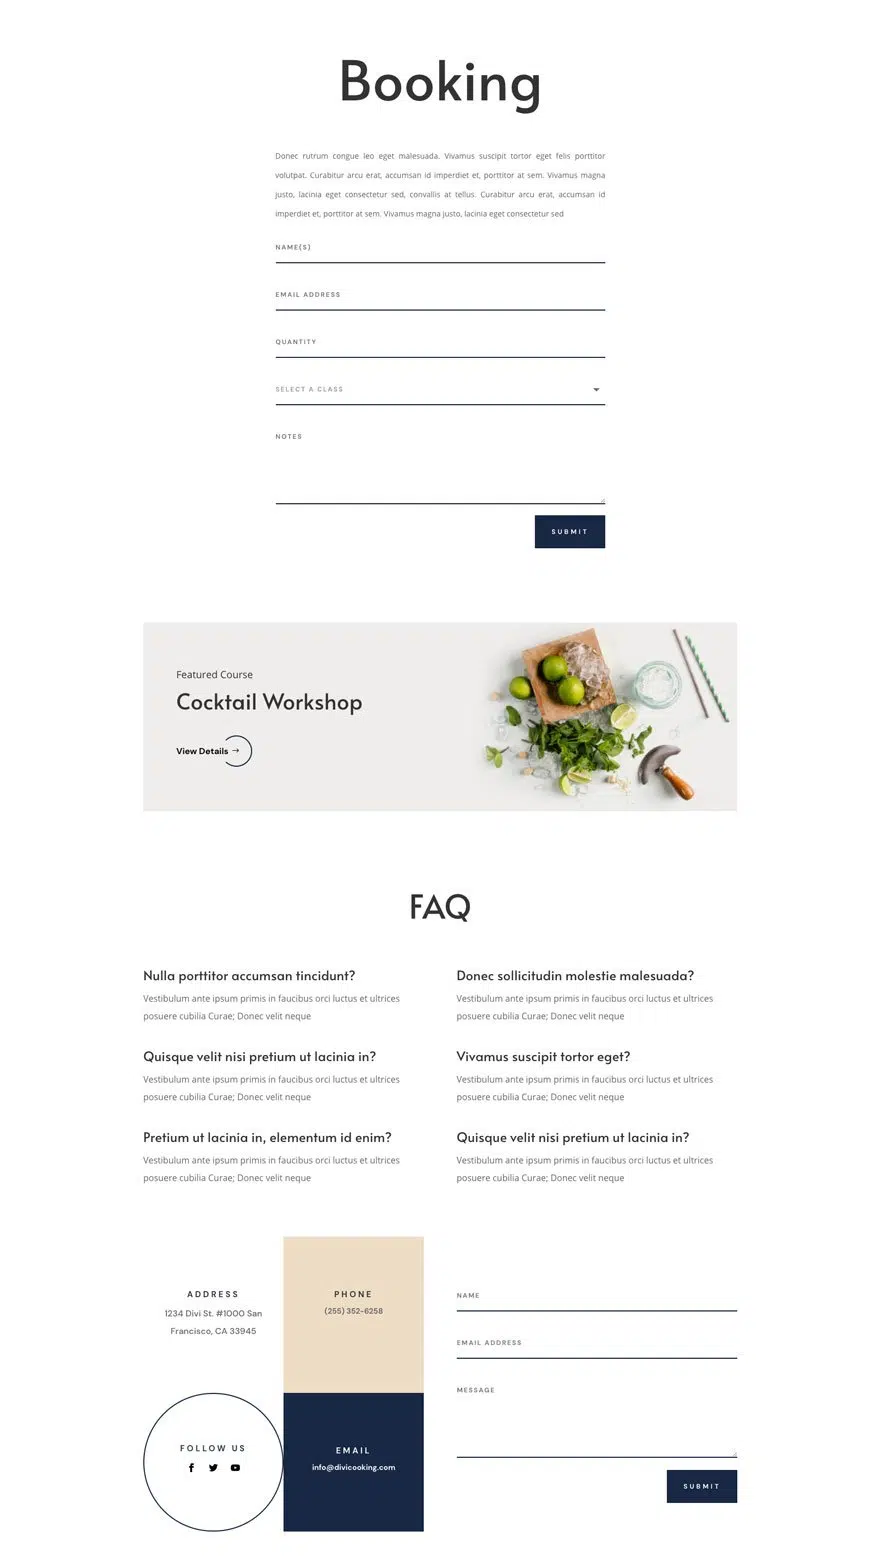 Booking
Donec rutrum congue leo eget malesuada. Vivamus suscipit tortor eget felis porttitor
volutpat. Curabitur arcu erat, accumsan id imperdiet et, porttitor at sem. Vivamus magna
justo, lacinia eget consectetur sed, convallis at tellus. Curabitur arcu erat, accumsan id
imperdiet et, porttitor at sem. Vivamus magna justo, lacinia eget consectetur sed
NAME(S)
EMAIL ADDRESS
QUANTITY
SELECT A CLASS
NOTES
SUBMIT
Featured Course
Cocktail Workshop
View Details →
FAQ
Nulla porttitor accumsan tincidunt?
Vestibulum ante ipsum primis in faucibus orci luctus et ultrices
posuere cubilia Curae; Donec velit neque
Donec sollicitudin molestie malesuada?
Vestibulum ante ipsum primis in faucibus orci luctus et ultrices
posuere cubilia Curae; Donec velit neque
Quisque velit nisi pretium ut lacinia in?
Vestibulum ante ipsum primis in faucibus orci luctus et ultrices
posuere cubilia Curae; Donec velit neque
Vivamus suscipit tortor eget?
Vestibulum ante ipsum primis in faucibus orci luctus et ultrices
posuere cubilia Curae; Donec velit neque
Pretium ut lacinia in, elementum id enim?
Vestibulum ante ipsum primis in faucibus orci luctus et ultrices
posuere cubilia Curae; Donec velit neque
Quisque velit nisi pretium ut lacinia in?
Vestibulum ante ipsum primis in faucibus orci luctus et ultrices
posuere cubilia Curae; Donec velit neque
ADDRESS
1234 Divi St. #1000 San
Francisco, CA 33945
PHONE
(255) 352-6258
FOLLOW US
EMAIL
info@divicooking.com
NAME
EMAIL ADDRESS
MESSAGE
SUBMIT